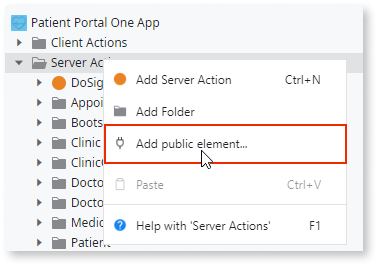 Patient Portal One App
Client Actions
Server Ac
DoSig
Add Server Action Ctrl+N
Appoi
Boots
Add Folder
Clinic
Add public element...
Clinic
Docto
Paste Ctrl+V
Docto
Medic
Help with 'Server Actions' F1
Patient